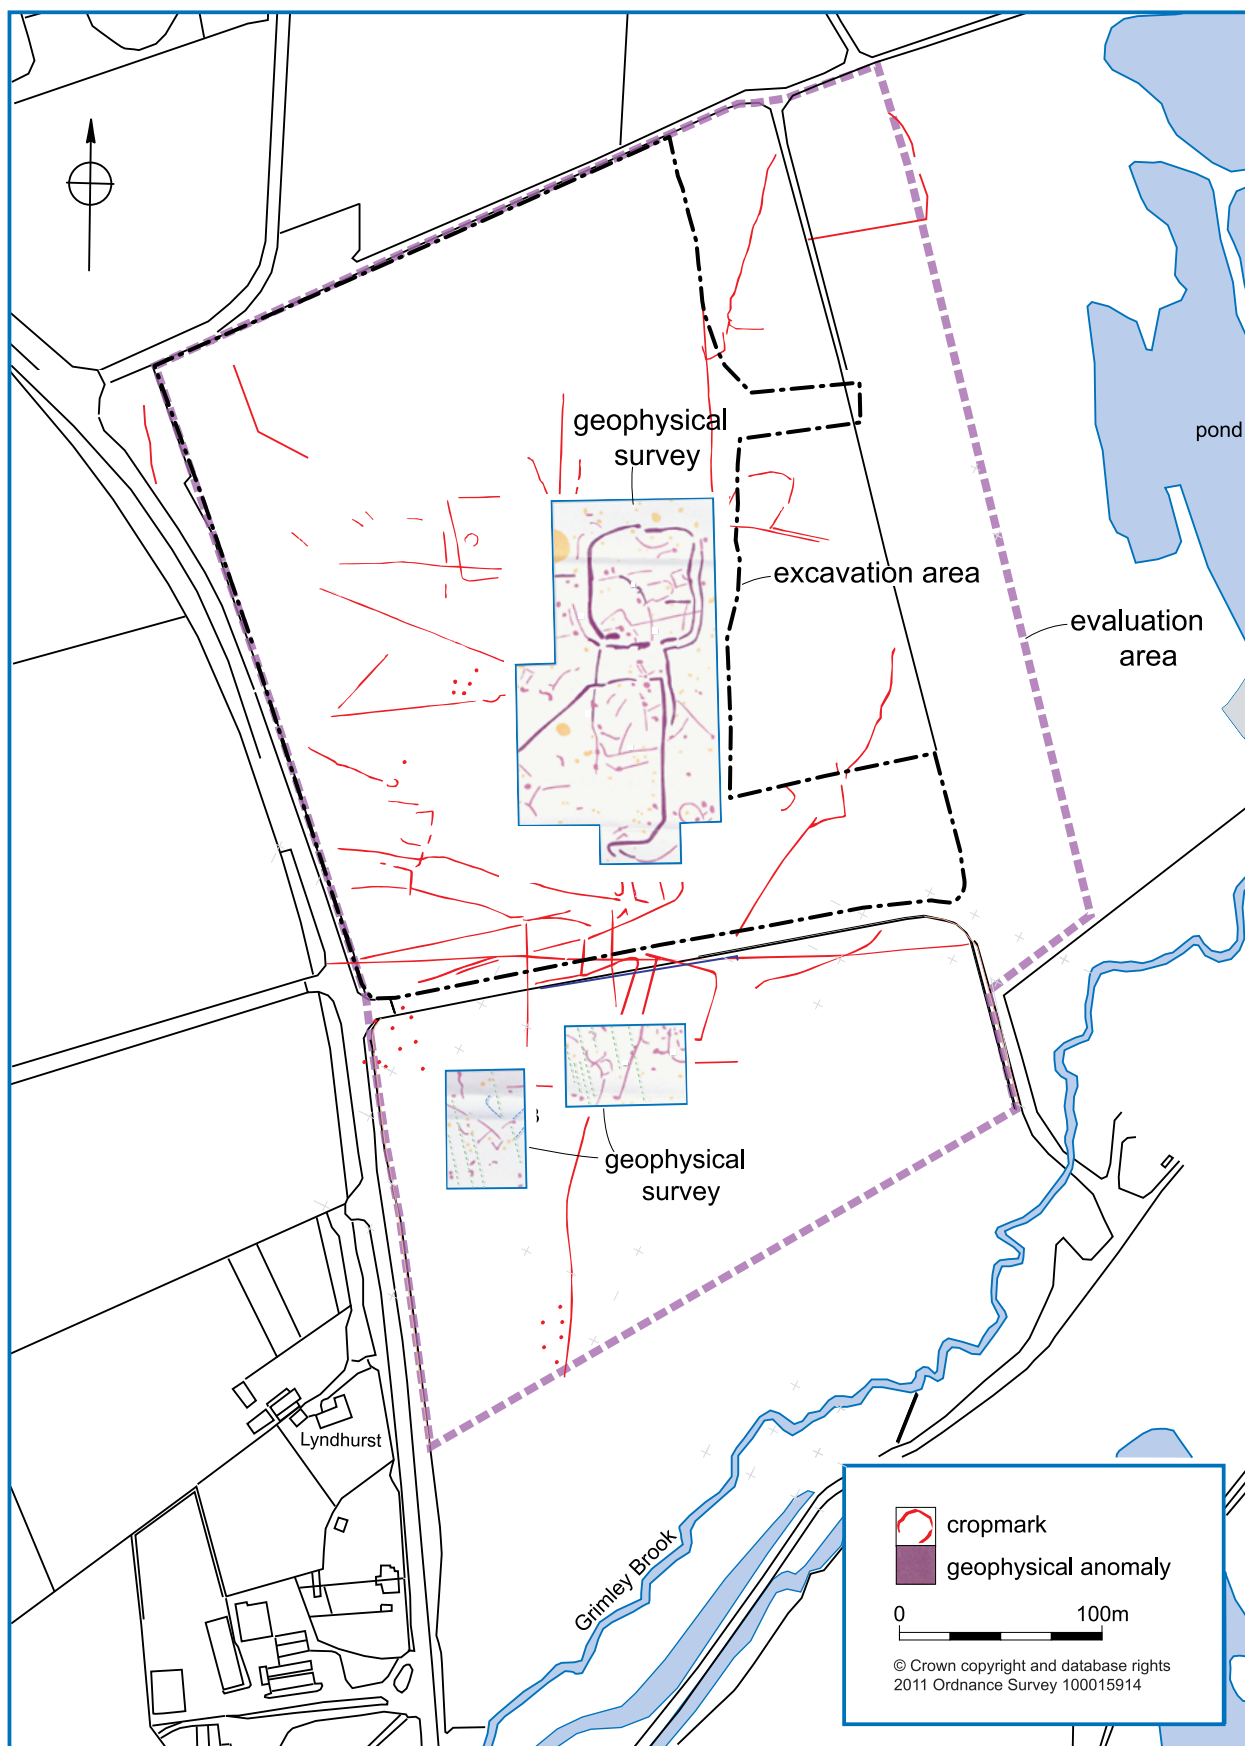 geophysical
survey
pond
excavation area
evaluation
area
geophysical
survey
Lyndhurst
Grimley Brook
cropmark
geophysical anomaly
0 100m
© Crown copyright and database rights
2011 Ordnance Survey 100015914